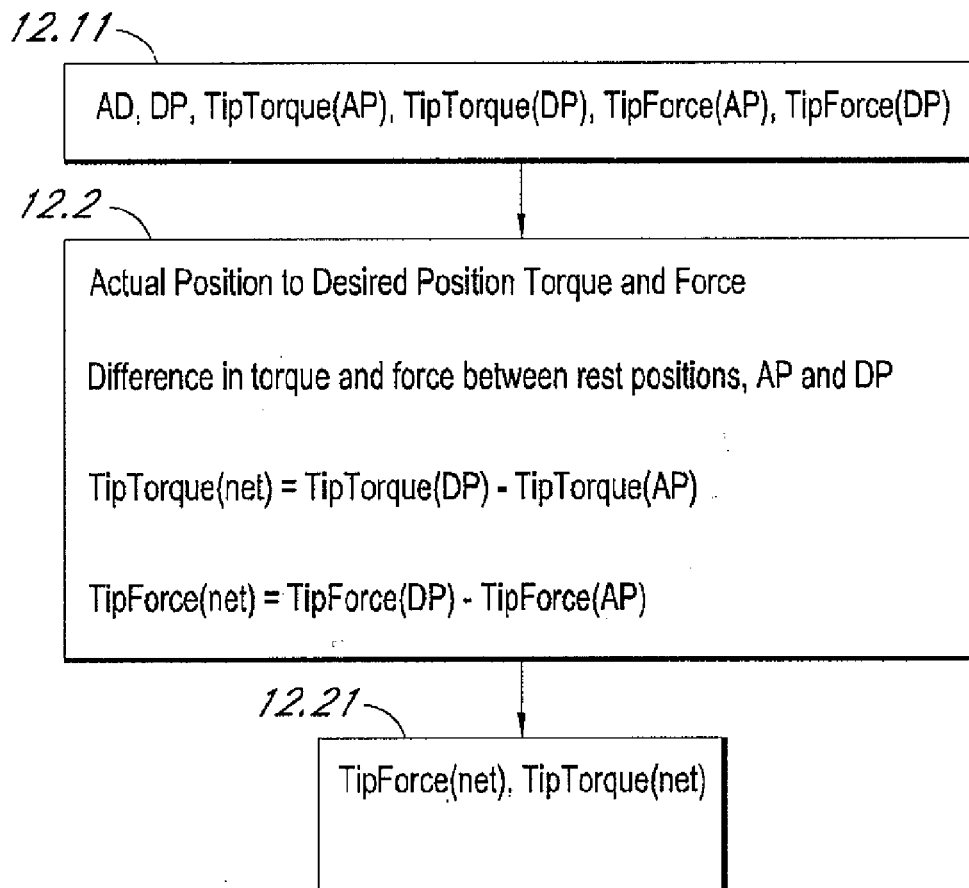 12.11
AD, DP, TipTorque(AP), TipTorque(DP), TipForce(AP), TipForce(DP)
12.2
Actual Position to Desired Position Torque and Force
Difference in torque and force between rest positions, AP and DP
TipTorque(net) = TipTorque(DP) - TipTorque(AP)
TipForce(net) = TipForce(DP) - TipForce(AP)
12.21
TipForce(net), TipTorque(net)